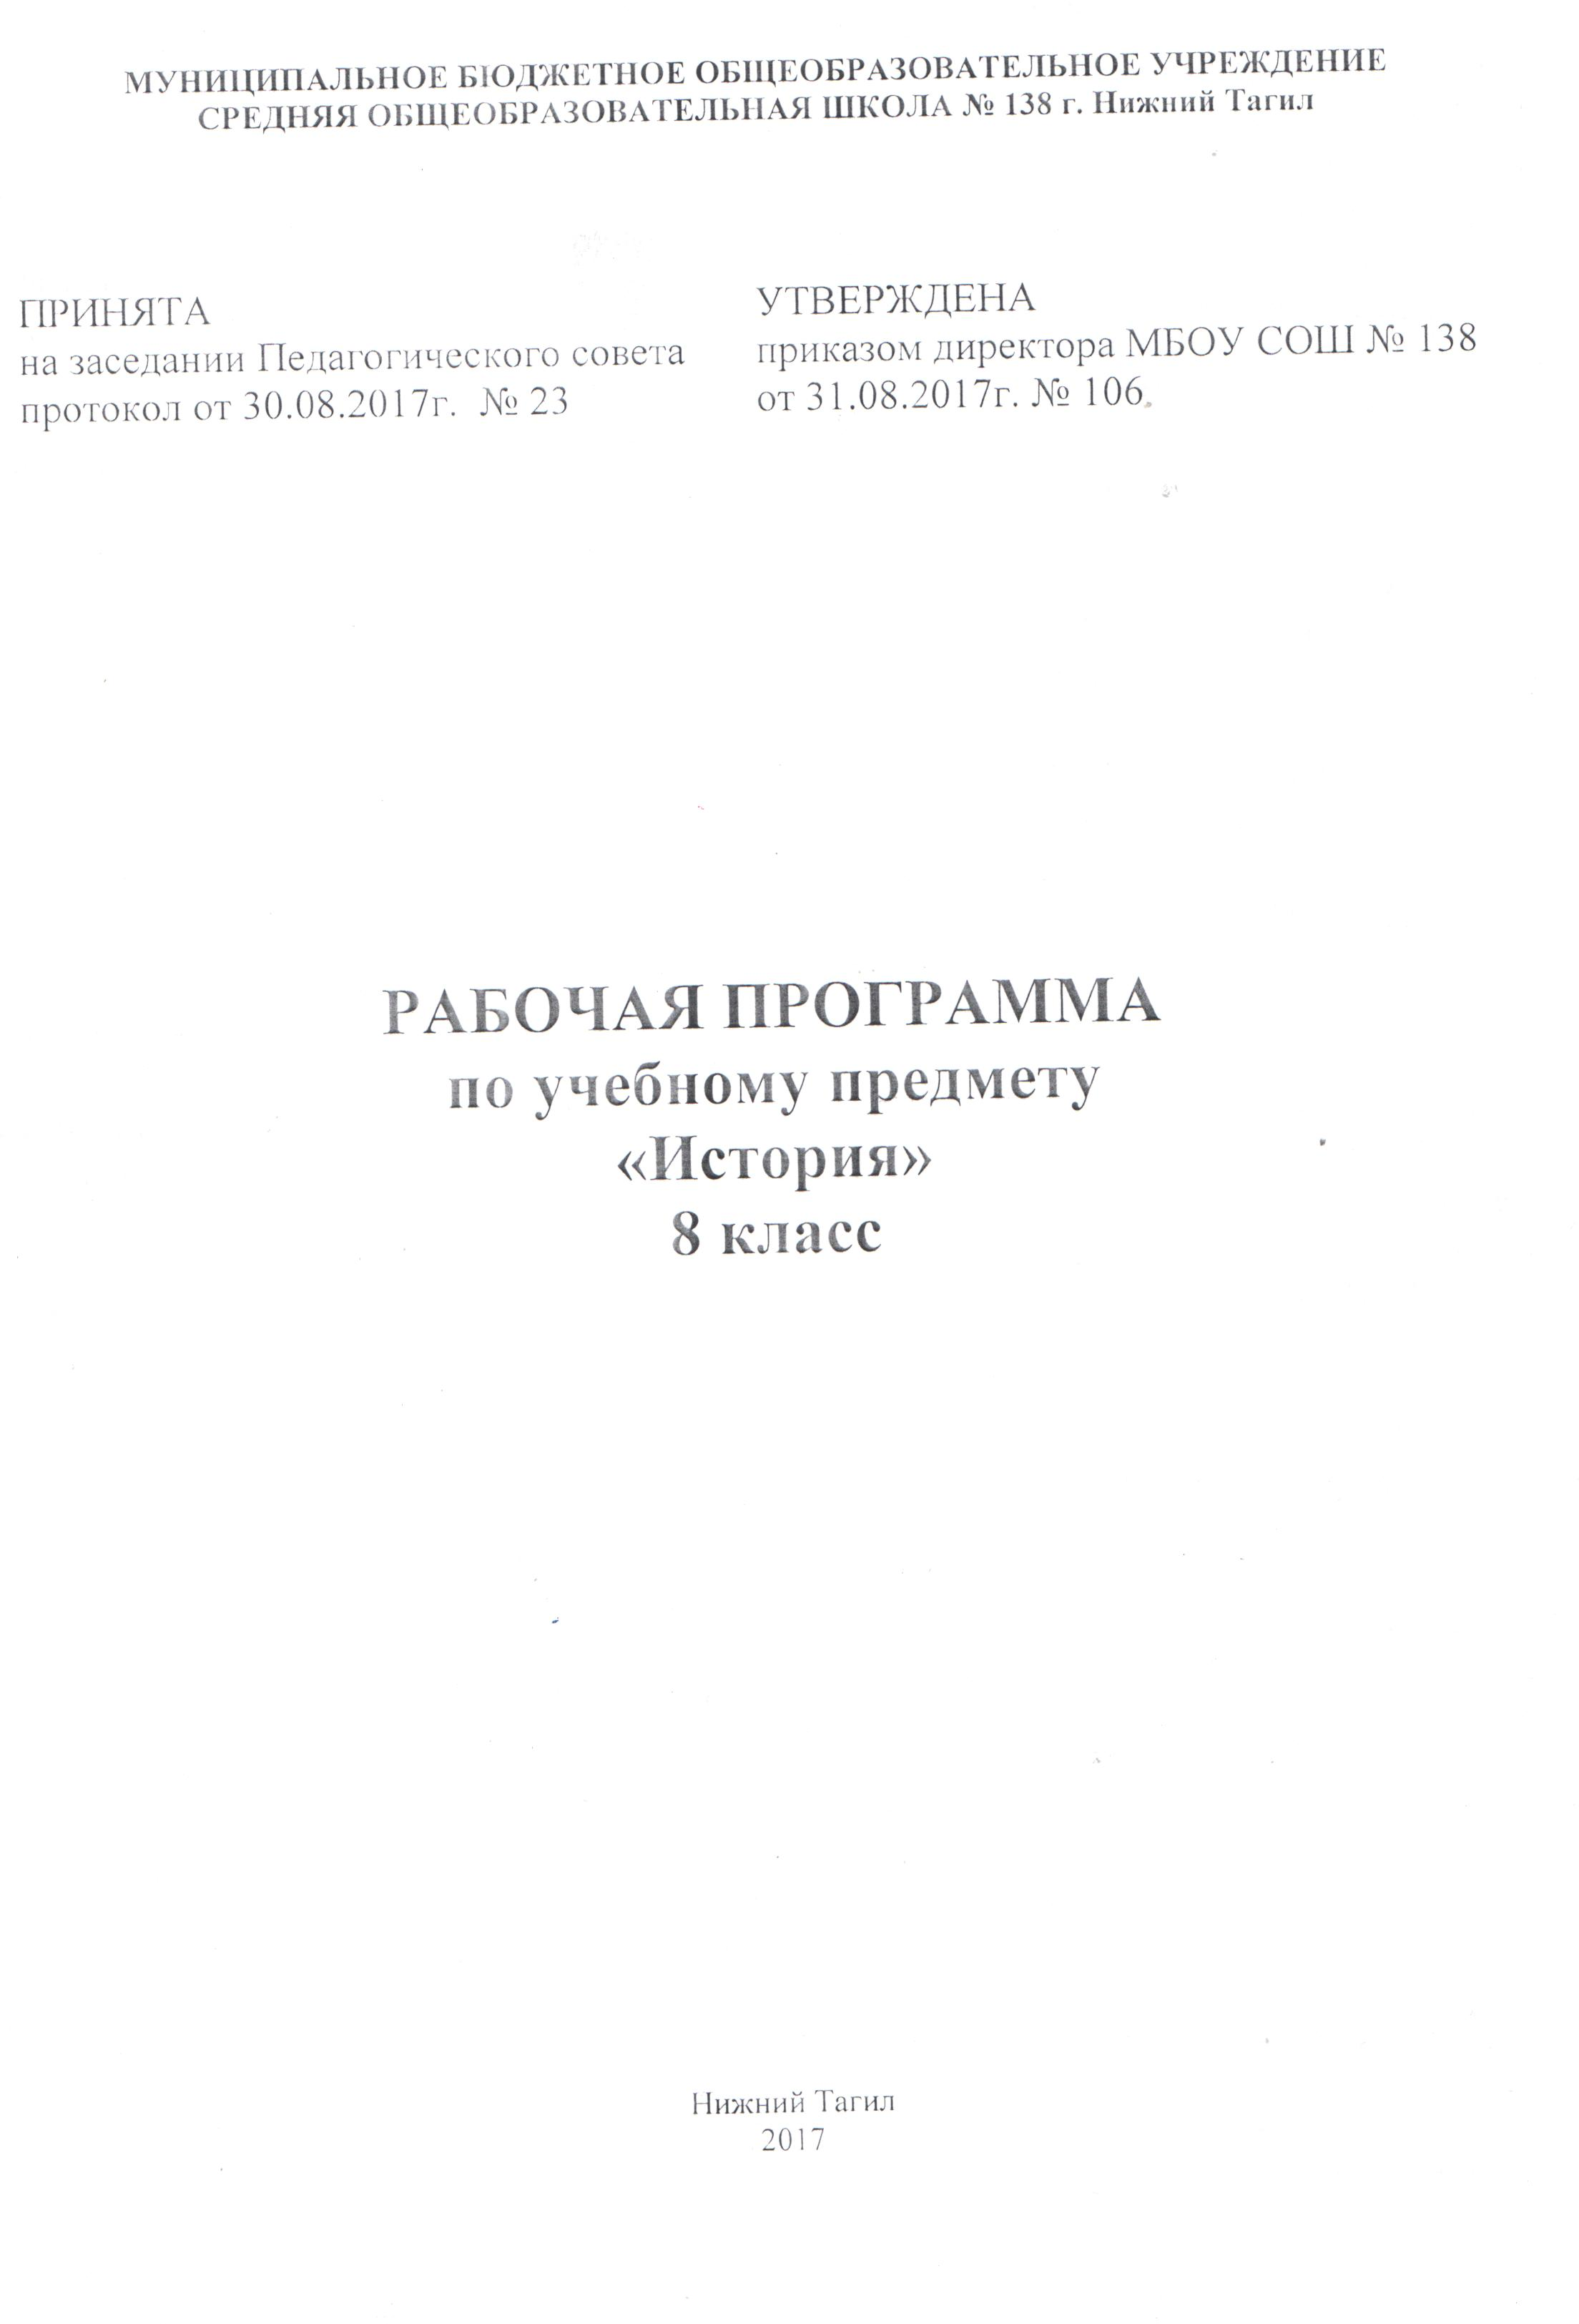 МУНИЦИПАЛЬНОЕ БЮДЖЕТНОЕ ОБЩЕОБРАЗОВАТЕЛЬНОЕ УЧРЕЖДЕНИЕ
СРЕДНЯЯ ОБЩЕОБРАЗОВАТЕЛЬНАЯ ШКОЛА № 138 г. Нижний Тагил
ПРИНЯТА
на заседании Педагогического совета
протокол от 30.08.2017г. № 23
УТВЕРЖДЕНА
приказом директора МБОУ СОШ № 138
от 31.08.2017г. № 106.
РАБОЧАЯ ПРОГРАММА
по учебному предмету
«История»
8 класс
Нижний Тагил
2017